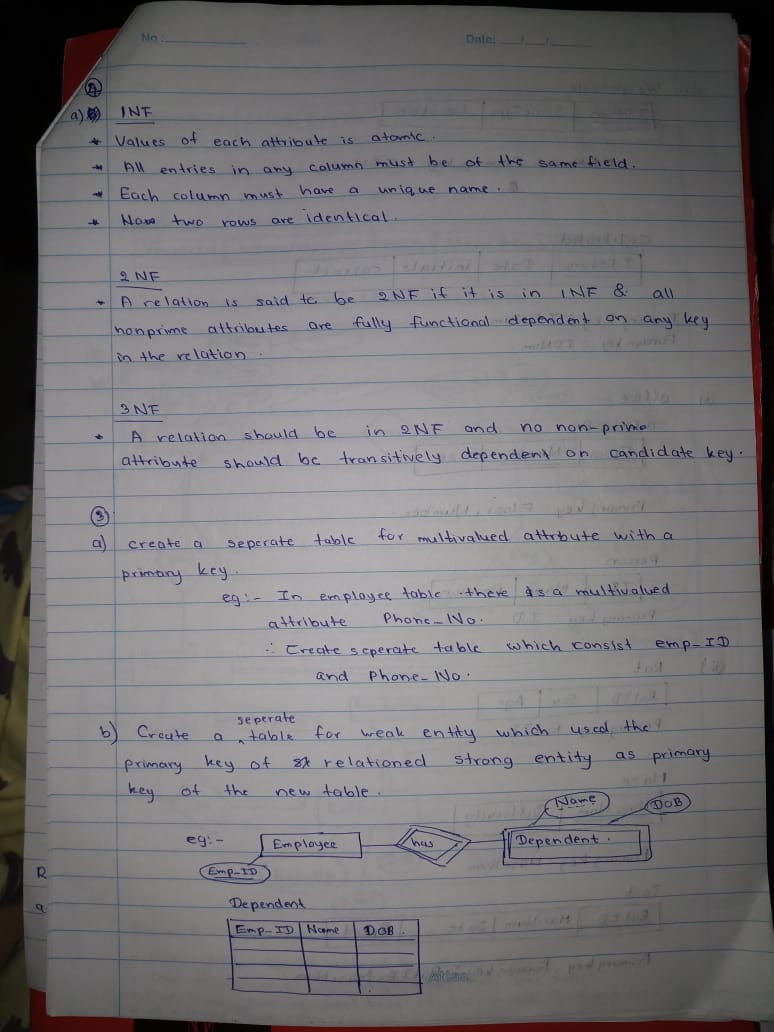 No: Date: / /
4
a) 1NF
* Values of each attribute is atomic.
* All entries in any column must be of the same field.
* Each column must have a unique name.
* two rows are identical.
2NF
* A relation is said to be 2NF if it is in 1NF & all
nonprime attributes are fully functional dependent on any key
in the relation.
3NF
* A relation should be in 2NF and no non-prime
attribute should be transitively dependent on candidate key.
3
a) create a seperate table for multivalued attrbute with a
primary key.
eg:- In employee table there is a multivalued
attribute Phone-No.
∴ Create seperate table which consist emp-ID
and Phone-No.
b) Create a seperate table for weak entity which used the
primary key of relationed strong entity as primary
key of the new table.
Name
DOB
eg:- Employee has Dependent.
Emp-ID
R
a
Dependent
Emp-ID Name DOB
Atlas